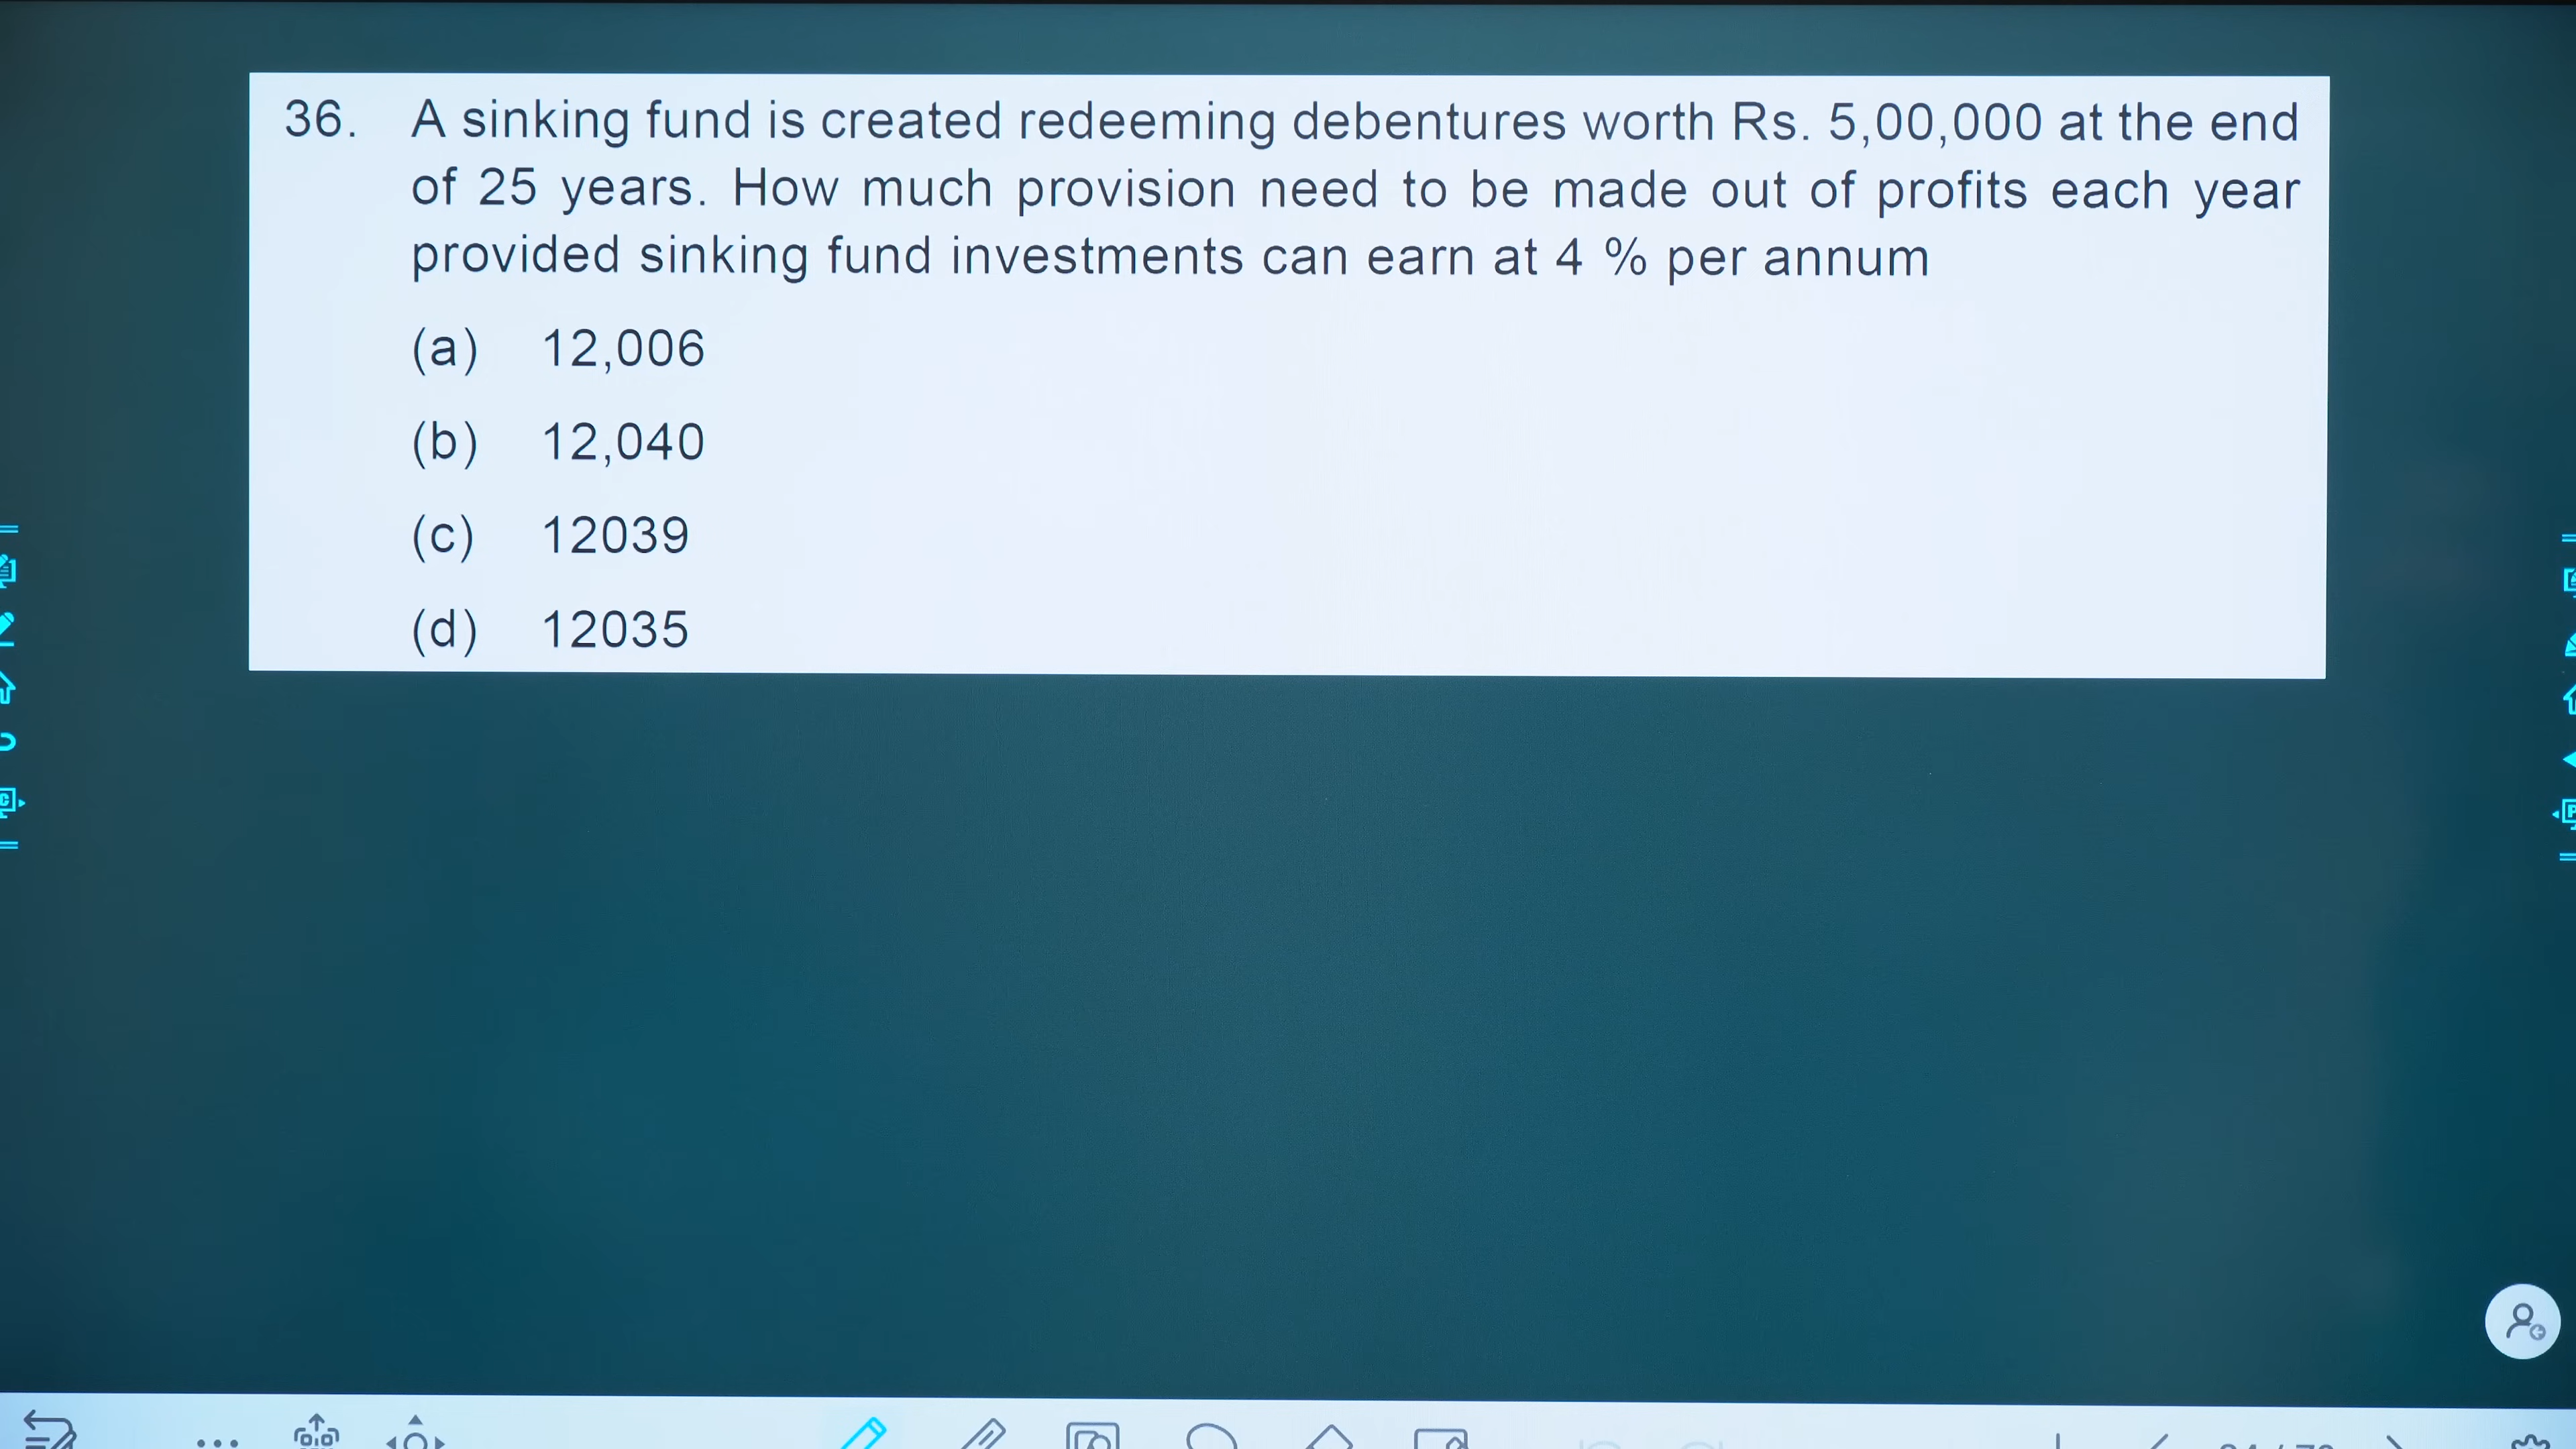 36. A sinking fund is created redeeming debentures worth Rs. 5,00,000 at the end
of 25 years. How much provision need to be made out of profits each year
provided sinking fund investments can earn at 4 % per annum
(a) 12,006
(b) 12,040
(c) 12039
(d) 12035